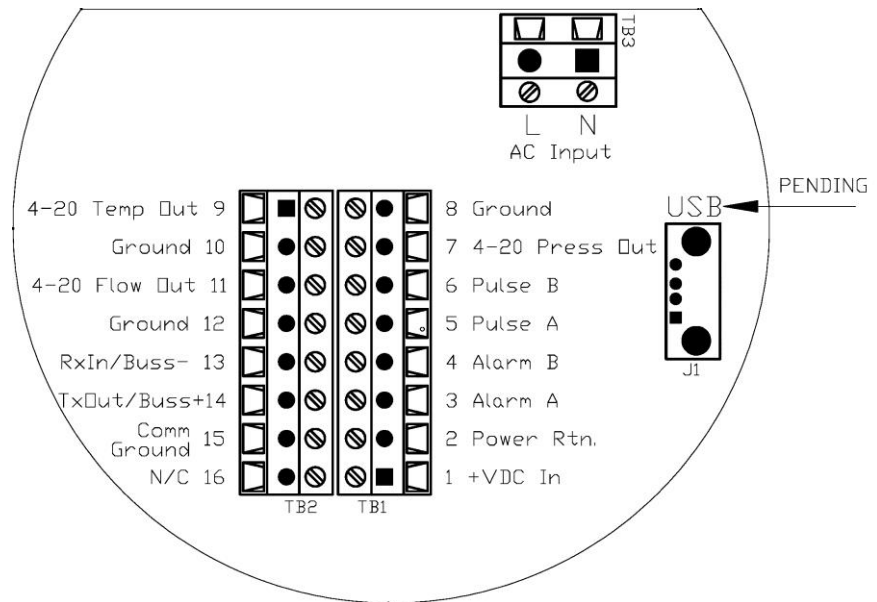 TB3
L N
AC Input
PENDING
USB
J1
4-20 Temp Out 9
Ground 10
4-20 Flow Out 11
Ground 12
RxIn/Buss- 13
TxOut/Buss+14
Comm
Ground 15
N/C 16
TB2
TB1
8 Ground
7 4-20 Press Out
6 Pulse B
5 Pulse A
4 Alarm B
3 Alarm A
2 Power Rtn.
1 +VDC In